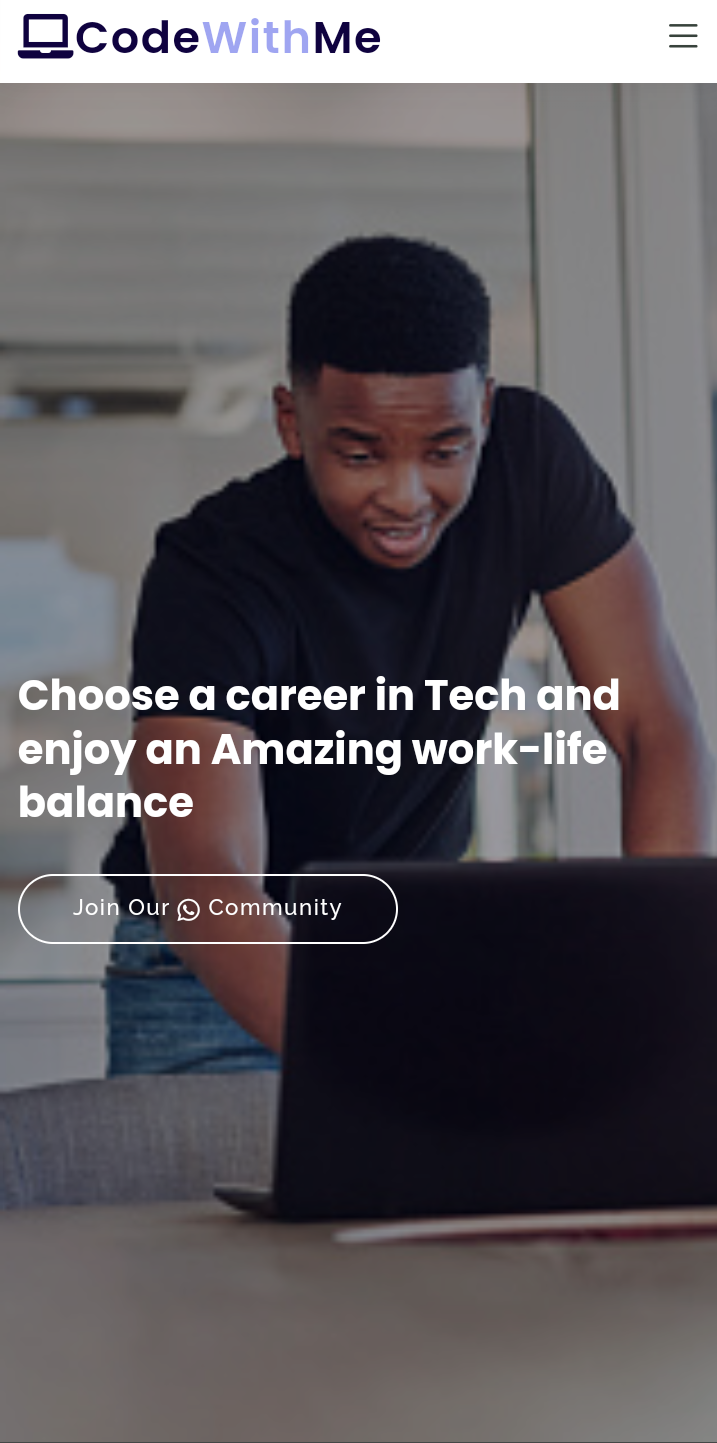 CodeWithMe
Choose a career in Tech and
enjoy an Amazing work-life
balance
Join Our Community